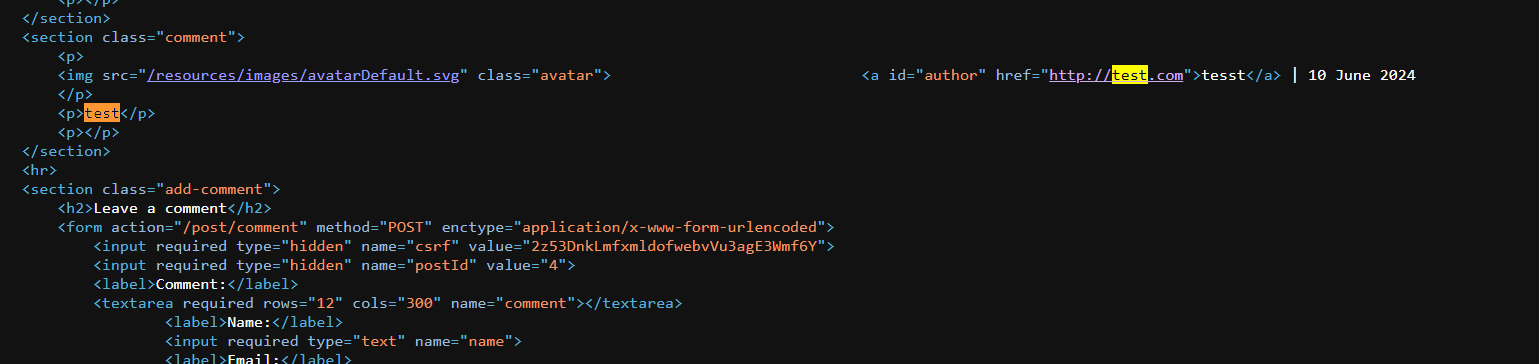 <p></p>
</section>
<section class="comment">
<p>
<img src="/resources/images/avatarDefault.svg" class="avatar"> <a id="author" href="http://test.com">tesst</a> | 10 June 2024
</p>
<p>test</p>
<p></p>
</section>
<hr>
<section class="add-comment">
<h2>Leave a comment</h2>
<form action="/post/comment" method="POST" enctype="application/x-www-form-urlencoded">
<input required type="hidden" name="csrf" value="2z53DnkLmfxmldofwebvVu3agE3Wmf6Y">
<input required type="hidden" name="postId" value="4">
<label>Comment:</label>
<textarea required rows="12" cols="300" name="comment"></textarea>
<label>Name:</label>
<input required type="text" name="name">
<label>Email:</label>